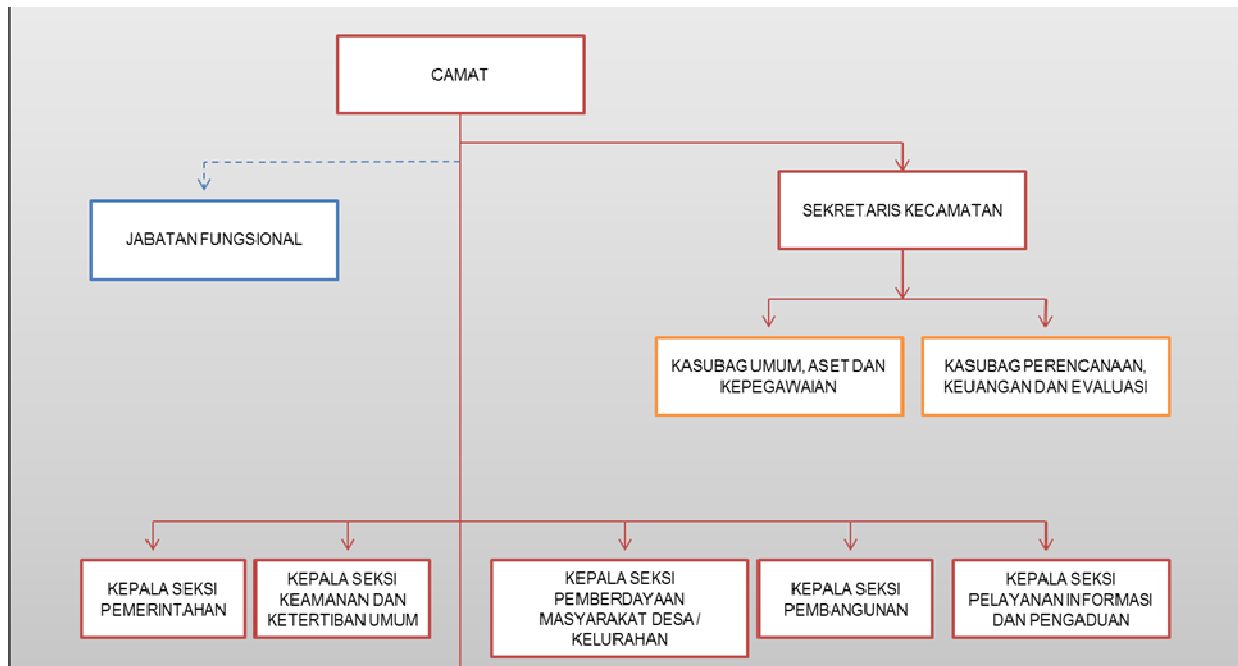 CAMAT
SEKRETARIS KECAMATAN
JABATAN FUNGSIONAL
KASUBAG UMUM, ASET DAN
KEPEGAWAIAN
KASUBAG PERENCANAAN,
KEUANGAN DAN EVALUASI
KEPALA SEKSI
PEMERINTAHAN
KEPALA SEKSI
KEAMANAN DAN
KETERTIBAN UMUM
KEPALA SEKSI
PEMBERDAYAAN
MASYARAKAT DESA /
KELURAHAN
KEPALA SEKSI
PEMBANGUNAN
KEPALA SEKSI
PELAYANAN INFORMASI
DAN PENGADUAN